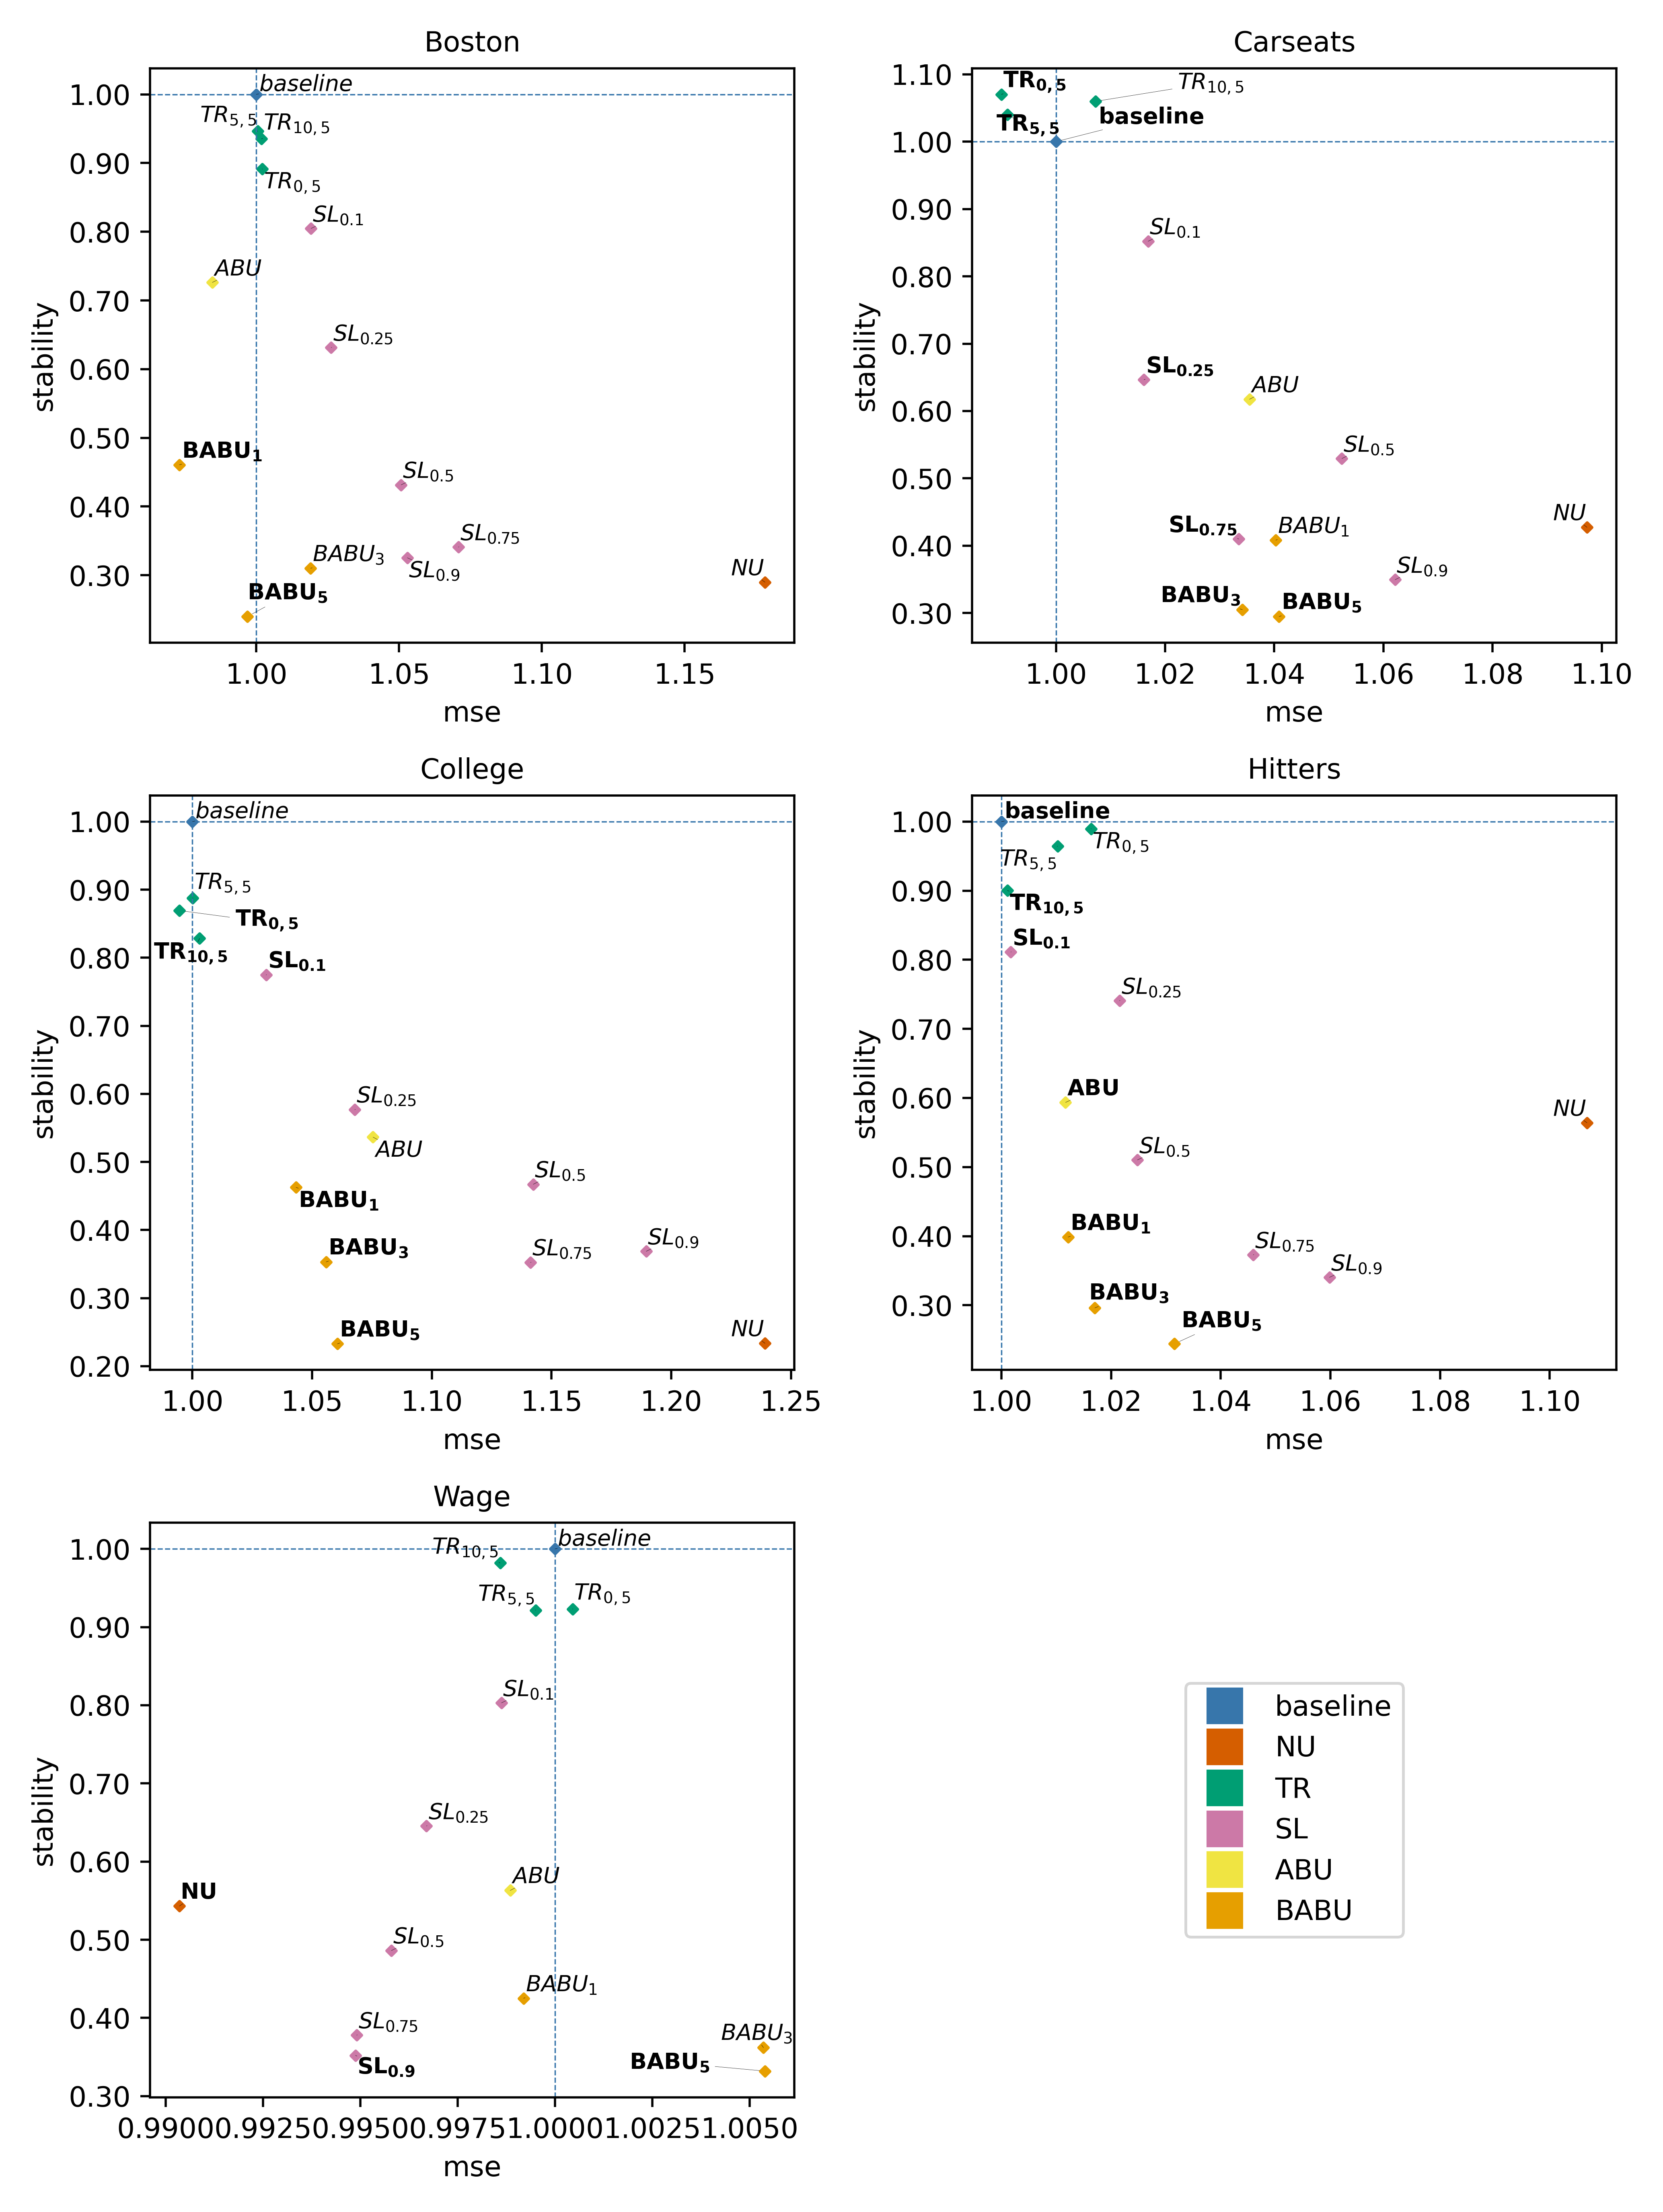 Boston
stability
1.00
0.90
0.80
0.70
0.60
0.50
0.40
0.30
baseline
TR5,5
TR10,5
TR0,5
SL0.1
ABU
SL0.25
BABU1
SL0.5
SL0.75
BABU3
SL0.9
NU
BABU5
1.00 1.05 1.10 1.15
mse
Carseats
stability
1.10
1.00
0.90
0.80
0.70
0.60
0.50
0.40
0.30
TR0,5
TR10,5
TR5,5
baseline
SL0.1
SL0.25
ABU
SL0.5
NU
SL0.75
BABU1
SL0.9
BABU3
BABU5
1.00 1.02 1.04 1.06 1.08 1.10
mse
College
stability
1.00
0.90
0.80
0.70
0.60
0.50
0.40
0.30
0.20
baseline
TR5,5
TR0,5
TR10,5
SL0.1
SL0.25
ABU
SL0.5
BABU1
SL0.9
BABU3
SL0.75
BABU5
NU
1.00 1.05 1.10 1.15 1.20 1.25
mse
Hitters
stability
1.00
0.90
0.80
0.70
0.60
0.50
0.40
0.30
baseline
TR0,5
TR5,5
TR10,5
SL0.1
SL0.25
ABU
NU
SL0.5
BABU1
SL0.75
SL0.9
BABU3
BABU5
1.00 1.02 1.04 1.06 1.08 1.10
mse
Wage
stability
1.00
0.90
0.80
0.70
0.60
0.50
0.40
0.30
TR10,5
baseline
TR5,5
TR0,5
SL0.1
SL0.25
ABU
NU
SL0.5
BABU1
SL0.75
BABU3
SL0.9
BABU5
0.9900 0.9925 0.9950 0.9975 1.0000 1.0025 1.0050
mse
baseline
NU
TR
SL
ABU
BABU